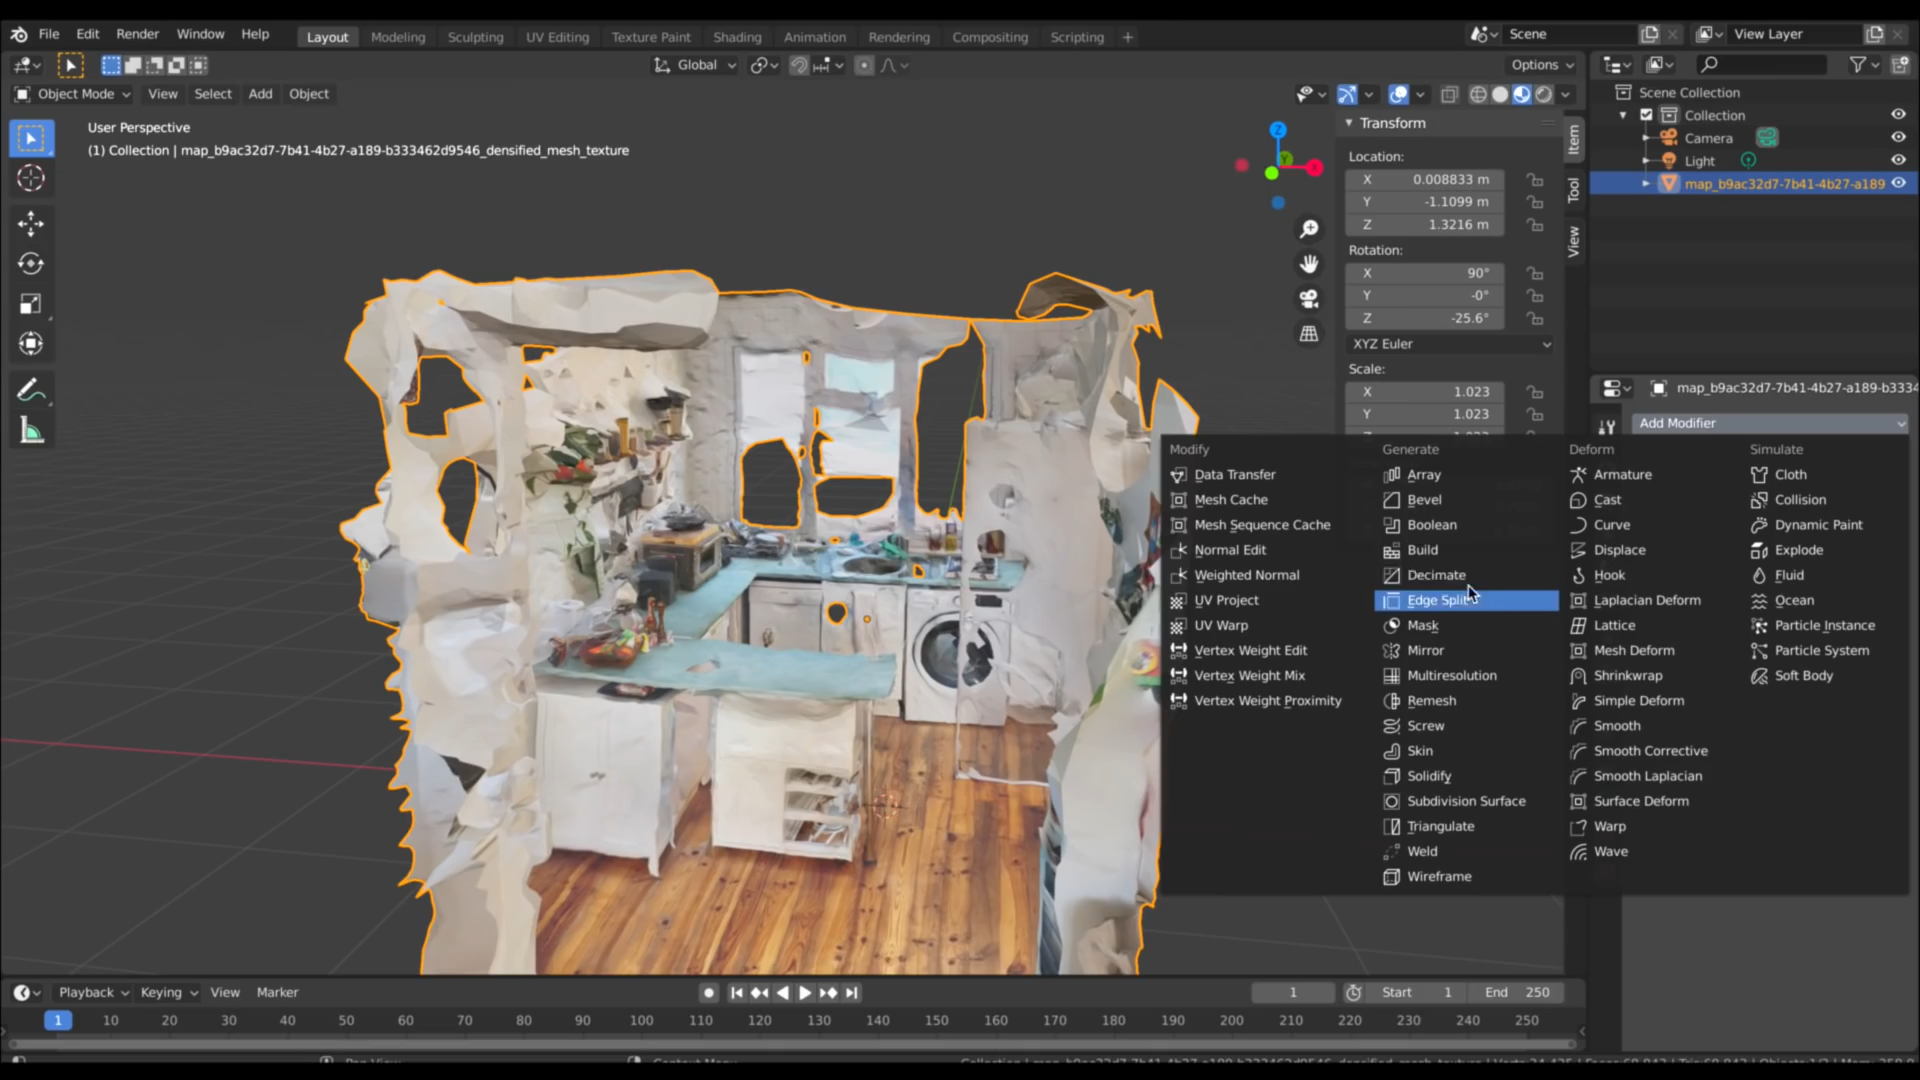 File Edit Render Window Help Layout Modeling Sculpting UV Editing Texture Paint Shading Animation Rendering Compositing Scripting + Scene View Layer
Global Options
Object Mode View Select Add Object
User Perspective
(1) Collection | map_b9ac32d7-7b41-4b27-a189-b333462d9546_densified_mesh_texture
Z
Y
X
Transform
Location:
X 0.008833 m
Y -1.1099 m
Z 1.3216 m
Rotation:
X 90°
Y -0°
Z -25.6°
XYZ Euler
Scale:
X 1.023
Y 1.023
Item
Tool
View
Scene Collection
Collection
Camera
Light
map_b9ac32d7-7b41-4b27-a189
map_b9ac32d7-7b41-4b27-a189-b3334
Add Modifier
Modify
Data Transfer
Mesh Cache
Mesh Sequence Cache
Normal Edit
Weighted Normal
UV Project
UV Warp
Vertex Weight Edit
Vertex Weight Mix
Vertex Weight Proximity
Generate
Array
Bevel
Boolean
Build
Decimate
Edge Split
Mask
Mirror
Multiresolution
Remesh
Screw
Skin
Solidify
Subdivision Surface
Triangulate
Weld
Wireframe
Deform
Armature
Cast
Curve
Displace
Hook
Laplacian Deform
Lattice
Mesh Deform
Shrinkwrap
Simple Deform
Smooth
Smooth Corrective
Smooth Laplacian
Surface Deform
Warp
Wave
Simulate
Cloth
Collision
Dynamic Paint
Explode
Fluid
Ocean
Particle Instance
Particle System
Soft Body
Playback Keying View Marker 1 Start 1 End 250
1 10 20 30 40 50 60 70 80 90 100 110 120 130 140 150 160 170 180 190 200 210 220 230 240 250